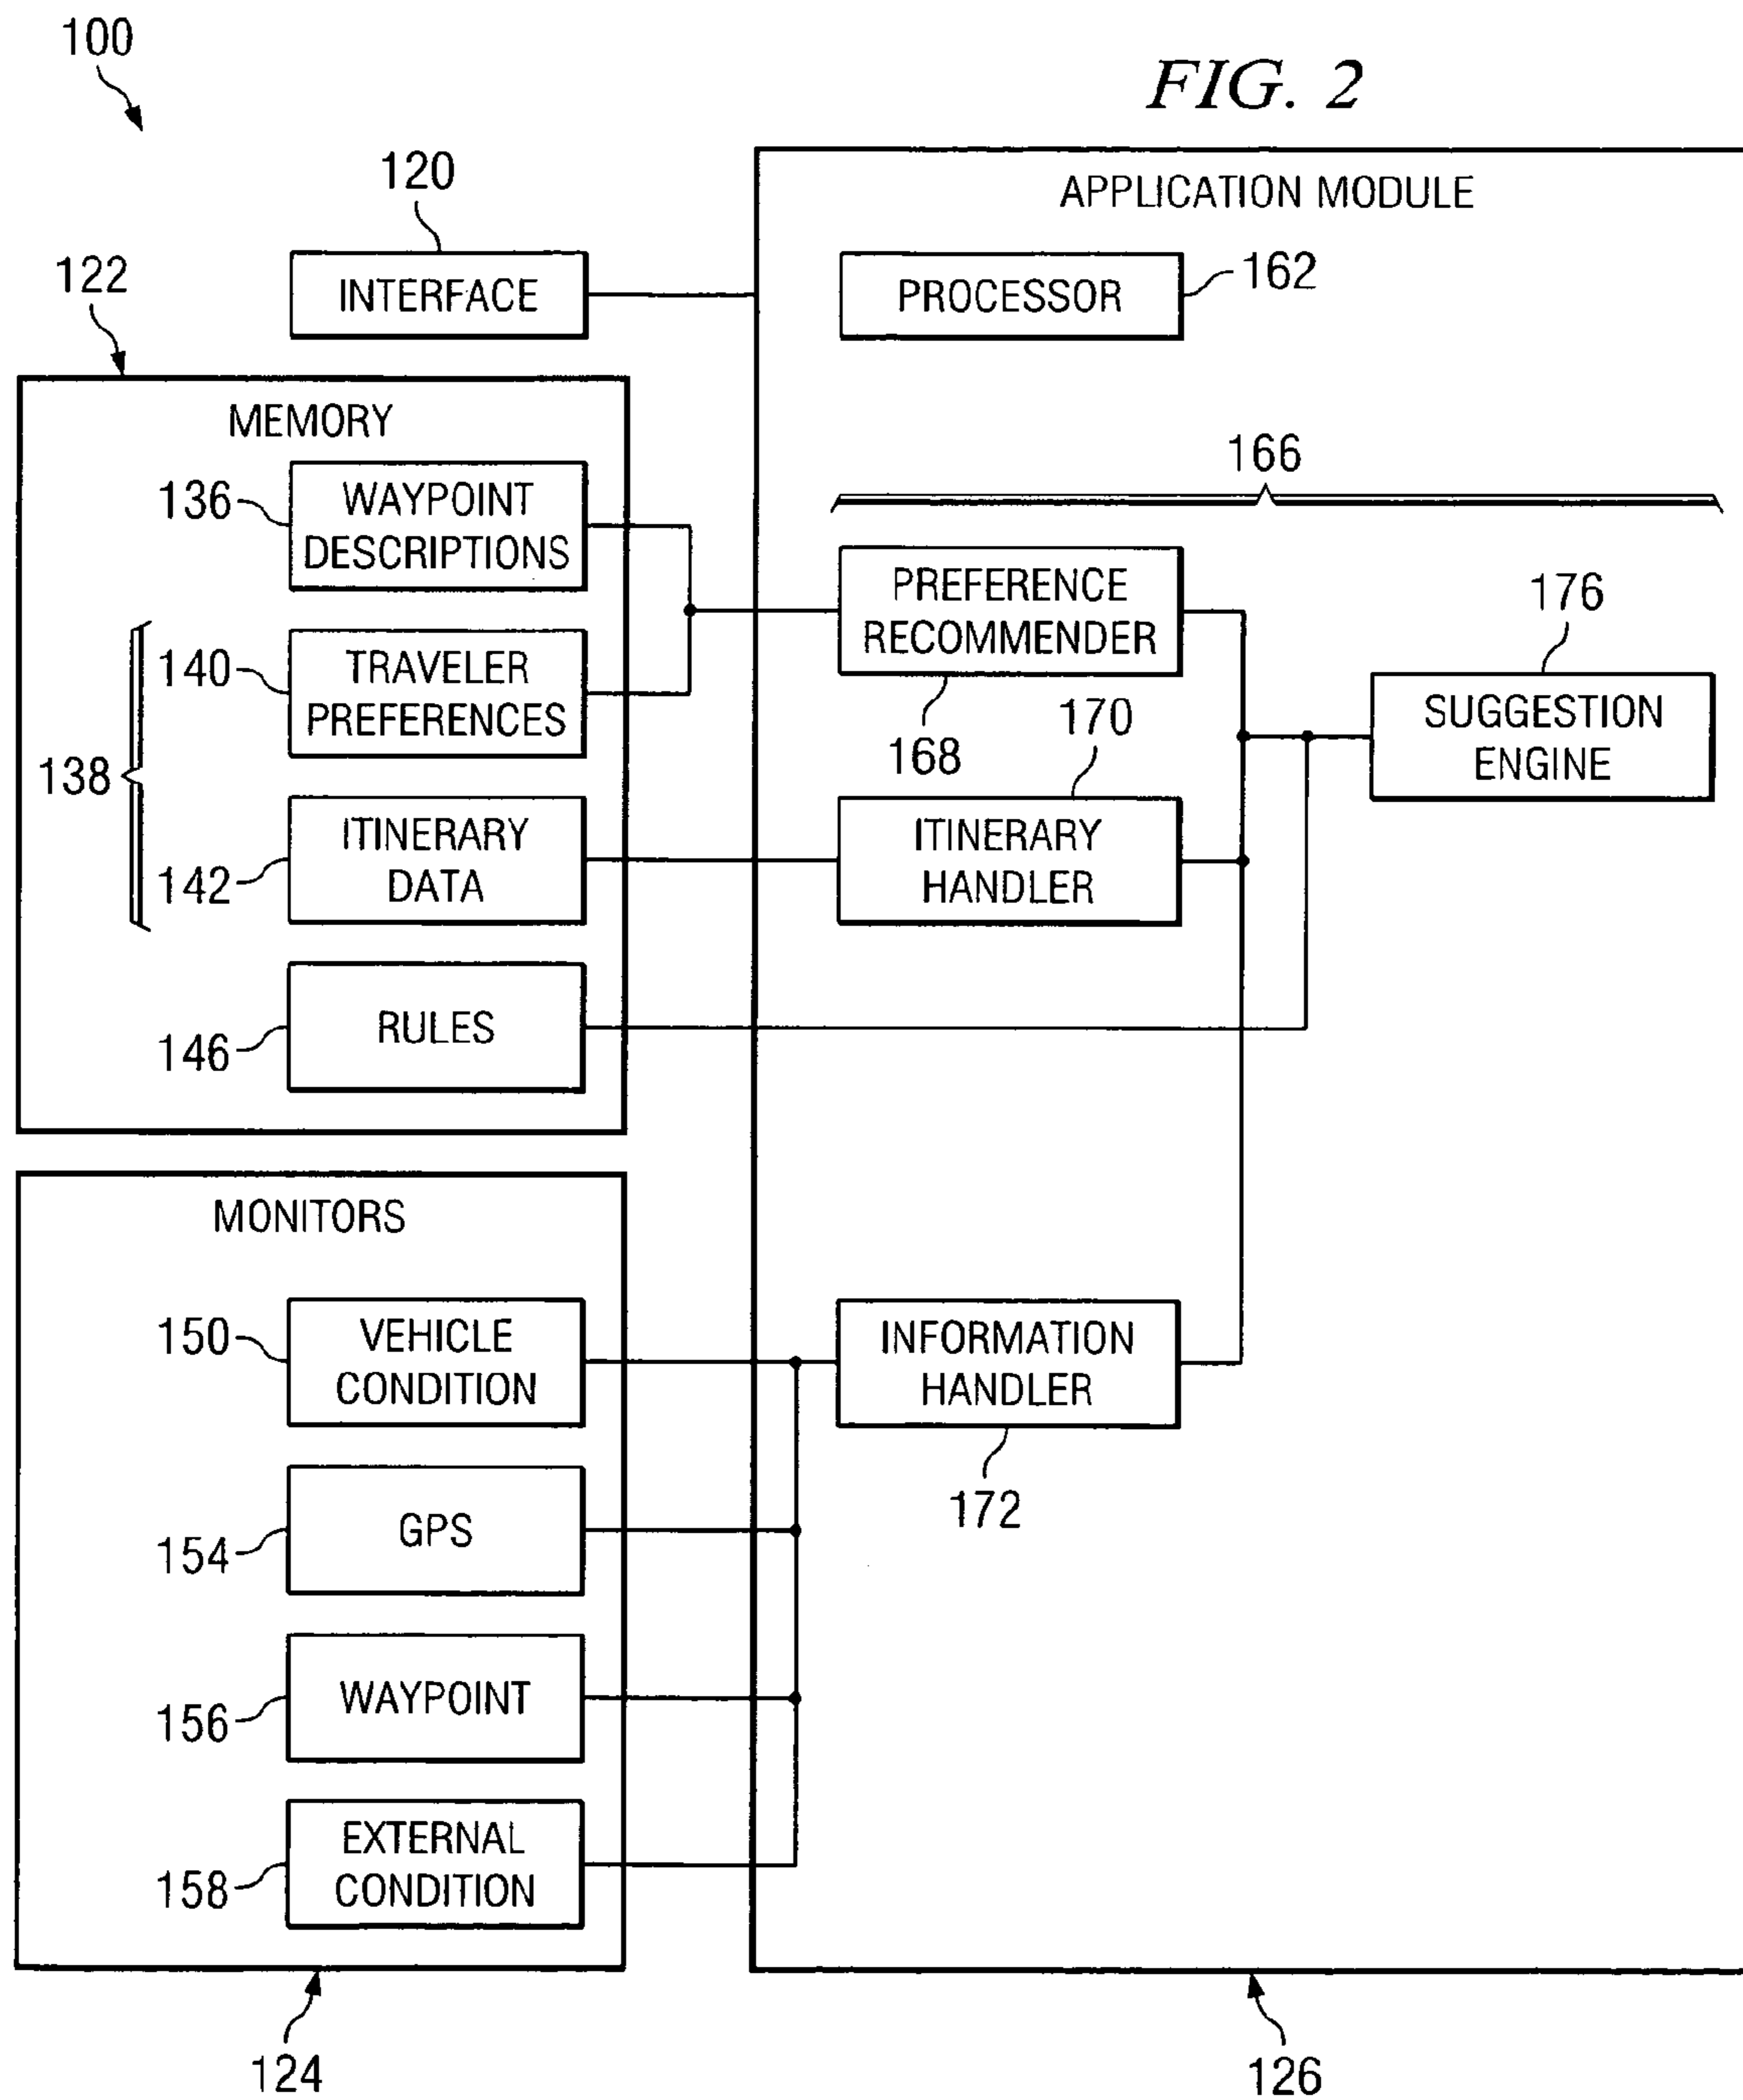 100
FIG. 2
120
APPLICATION MODULE
122
INTERFACE
PROCESSOR
162
MEMORY
166
136
WAYPOINT
DESCRIPTIONS
PREFERENCE
RECOMMENDER
176
138
140
TRAVELER
PREFERENCES
168
170
SUGGESTION
ENGINE
142
ITINERARY
DATA
ITINERARY
HANDLER
146
RULES
MONITORS
150
VEHICLE
CONDITION
INFORMATION
HANDLER
172
154
GPS
156
WAYPOINT
158
EXTERNAL
CONDITION
124
126